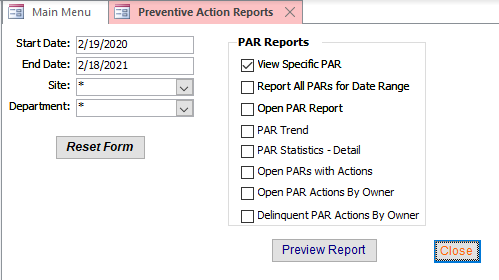 Main Menu
Preventive Action Reports
Start Date: 2/19/2020
End Date: 2/18/2021
Site: *
Department: *
Reset Form
PAR Reports
View Specific PAR
Report All PARs for Date Range
Open PAR Report
PAR Trend
PAR Statistics - Detail
Open PARs with Actions
Open PAR Actions By Owner
Delinquent PAR Actions By Owner
Preview Report
Close